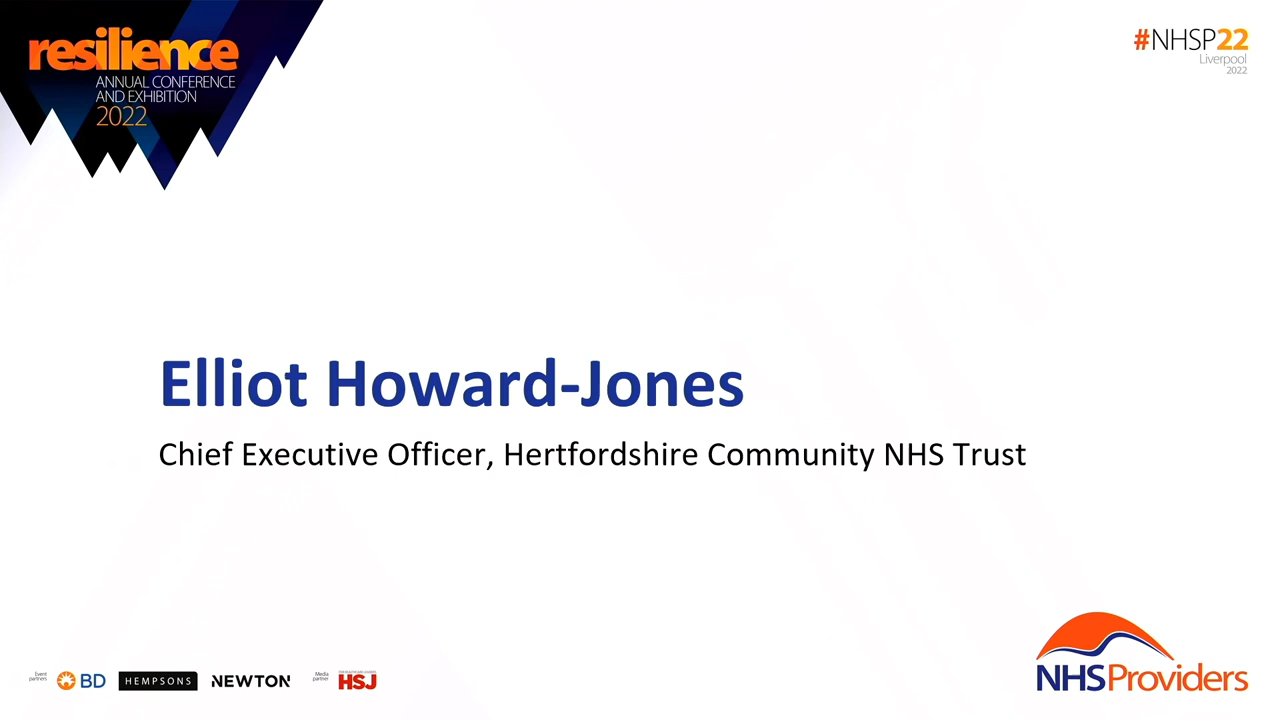 resilience
ANNUAL CONFERENCE
AND EXHIBITION
2022
#NHSP22
Liverpool
2022
Elliot Howard-Jones
Chief Executive Officer, Hertfordshire Community NHS Trust
Event
partners
BD
HEMPSONS
NEWTON
Media
partner
HSJ
NHSProviders